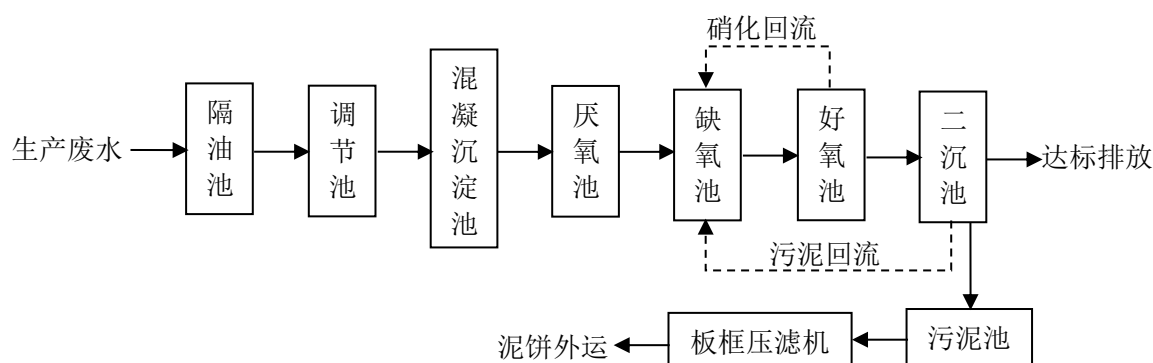 硝化回流
生产废水
隔油池
调节池
混凝沉淀池
厌氧池
缺氧池
好氧池
二沉池
达标排放
污泥回流
泥饼外运
板框压滤机
污泥池